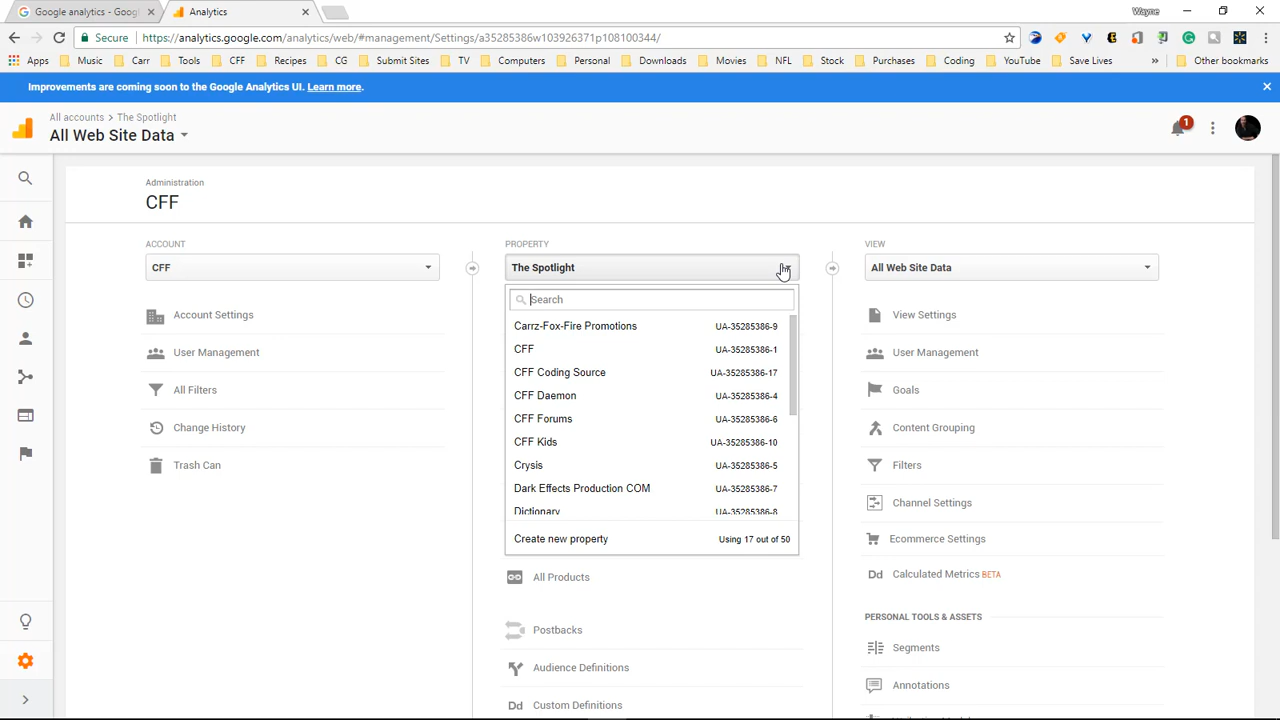 Google analytics - Goog
Analytics
Wayne
Secure
https://analytics.google.com/analytics/web/#management/Settings/a35285386w103926371p108100344/
Apps Music Carr Tools CFF Recipes CG Submit Sites TV Computers Personal Downloads Movies NFL Stock Purchases Coding YouTube Save Lives » Other bookmarks
Improvements are coming soon to the Google Analytics UI. Learn more.
All accounts > The Spotlight
All Web Site Data
1
Administration
CFF
ACCOUNT
CFF
Account Settings
User Management
All Filters
Change History
Trash Can
PROPERTY
The Spotlight
Search
Carrz-Fox-Fire Promotions UA-35285386-9
CFF UA-35285386-1
CFF Coding Source UA-35285386-17
CFF Daemon UA-35285386-4
CFF Forums UA-35285386-6
CFF Kids UA-35285386-10
Crysis UA-35285386-5
Dark Effects Production COM UA-35285386-7
Dictionary UA-35285386-8
Create new property Using 17 out of 50
All Products
Postbacks
Audience Definitions
Dd Custom Definitions
VIEW
All Web Site Data
View Settings
User Management
Goals
Content Grouping
Filters
Channel Settings
Ecommerce Settings
Dd Calculated Metrics BETA
PERSONAL TOOLS & ASSETS
Segments
Annotations